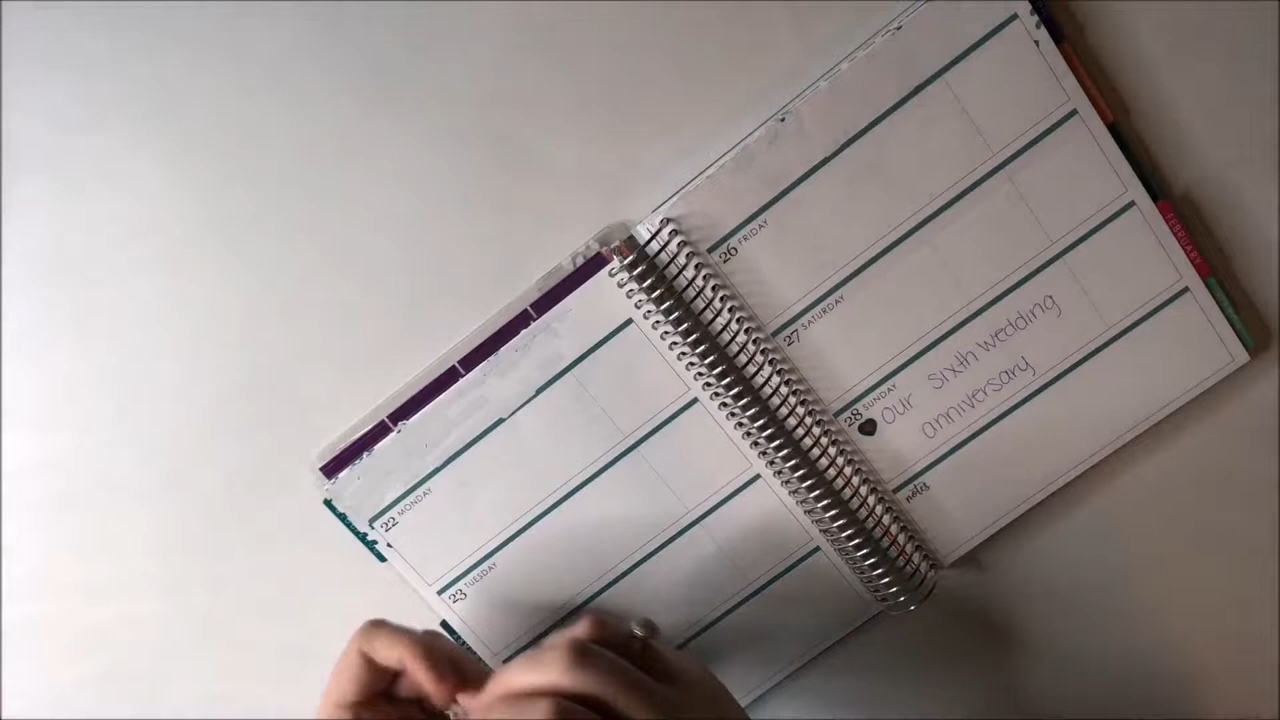 22 MONDAY
23 TUESDAY
26 FRIDAY
27 SATURDAY
28 SUNDAY
our sixth wedding
anniversary
notes
FEBRUARY